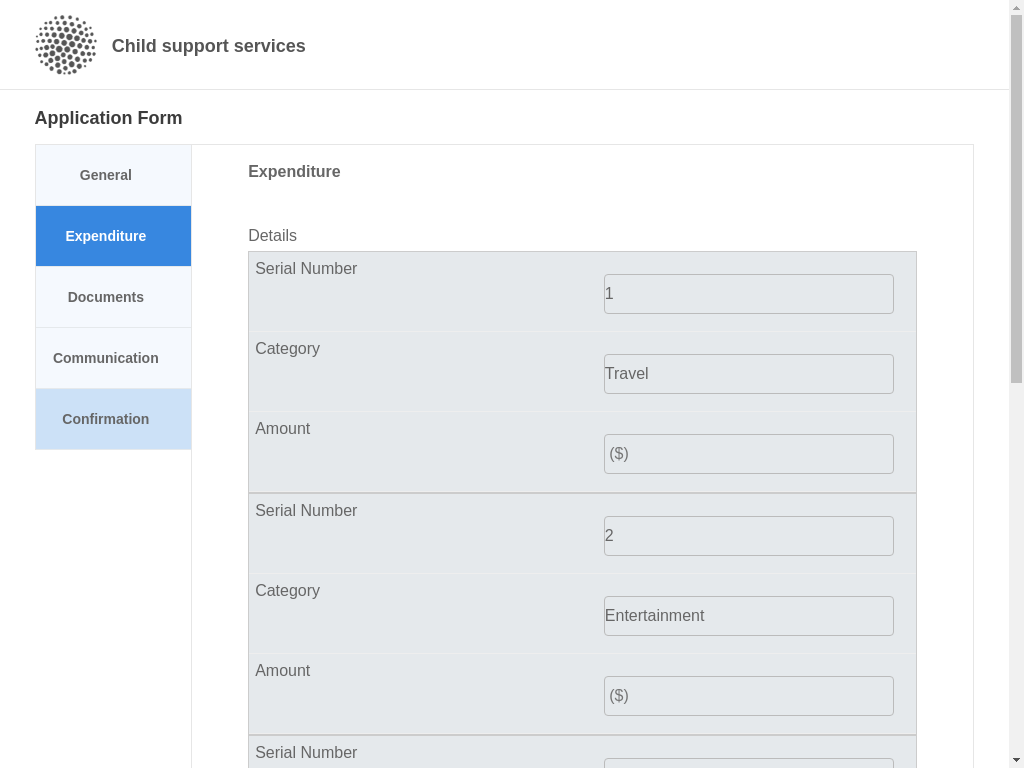 Child support services
Application Form
General
Expenditure
Documents
Communication
Confirmation
Expenditure
Details
Serial Number
1
Category
Travel
Amount
($)
Serial Number
2
Category
Entertainment
Amount
($)
Serial Number